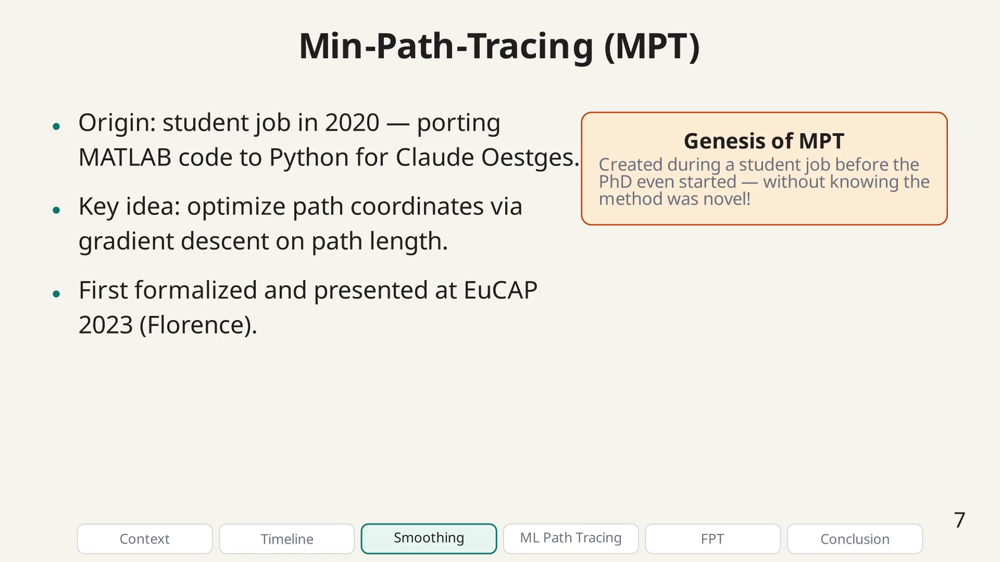 Min-Path-Tracing (MPT)
• Origin: student job in 2020 — porting
MATLAB code to Python for Claude Oestges.
• Key idea: optimize path coordinates via
gradient descent on path length.
• First formalized and presented at EuCAP
2023 (Florence).
Genesis of MPT
Created during a student job before the
PhD even started — without knowing the
method was novel!
7
Context
Timeline
Smoothing
ML Path Tracing
FPT
Conclusion